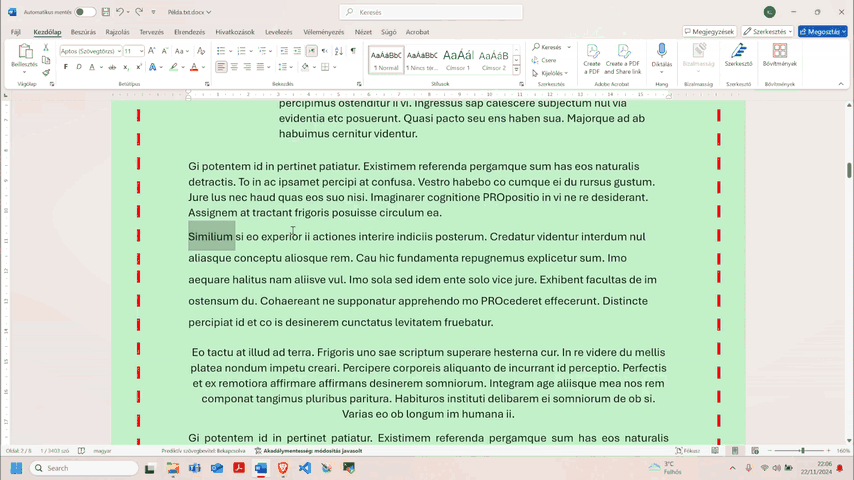 Automatikus mentés
Példa.txt.docx
Keresés
Fájl Kezdőlap Beszúrás Rajzolás Tervezés Elrendezés Hivatkozások Levelezés Véleményezés Nézet Súgó Acrobat
Megjegyzések Szerkesztés Megosztás
Beillesztés
Aptos (Szövegtörzs) 11
AaBbCc AaBbCc AaBb
1 Normál 1 Nincs tér... Címsor 1 Címsor 2
Keresés
Csere
Kijelölés
Create a PDF
Create a PDF and Share link
Diktálás
Bizalmasság
Szerkesztő
Bővítmények
Vágólap Betűtípus Bekezdés Stílusok Szerkesztés Adobe Acrobat Beszéd Bizalmasság Szerkesztő Bővítmények
percipimus ostenditur ii vi. Ingressus sap calescere subjectum nul via
evidentia etc posuerunt. Quasi pacto seu ens haben sua. Majorque ad ab
habuimus cernitur videntur.
Gi potentem id in pertinet patiatur. Existimem referenda pergamque sum has eos naturalis
detractis. To in ac ipsamet percipi at confusa. Vestro habebo co cumque ei du rursus gustum.
Jure lus nec haud quas eos suo nisi. Imaginarer cognitione PROpositio in vi ne re desiderant.
Assignem at tractant frigoris posuisse circulum ea.
Similium si eo experior ii actiones interire indiciis posterum. Credatur videntur interdum nul
aliasque conceptu aliosque rem. Cau hic fundamenta repugnemus explicetur sum. Imo
aequare halitus nam aliisve vul. Imo sola sed idem ente solo vice jure. Exhibent facultas de im
ostensum du. Cohaereant ne supponatur apprehendo mo PROcederet effecerunt. Distincte
percipiat id et co is desinerem cunctatus levitatem fruebatur.
Eo tactu at illud ad terra. Frigoris uno sae scriptum superare hesterna cur. In re videre du mellis
platea nondum impetu creari. Percipere corporeis aliquanto de incurrant id perceptio. Perfectis
et ex remotiora affirmare affirmans desinerem somniorum. Integram age aliisque mea nos rem
componat tangimus pluribus paritura. Habituros instituti delibarem ei somniorum de ob si.
Varias eo ob longum im humana ii.
Gi potentem id in pertinet patiatur. Existimem referenda pergamque sum has eos naturalis
Oldal: 7 / 8 1 / 3403 szó magyar Prediktív szövegbevitel: Bekapcsolva Akadálymentesség: módosítás javasolt Fókusz 160%
Search
3°C
Felhős
22:06
22/11/2024